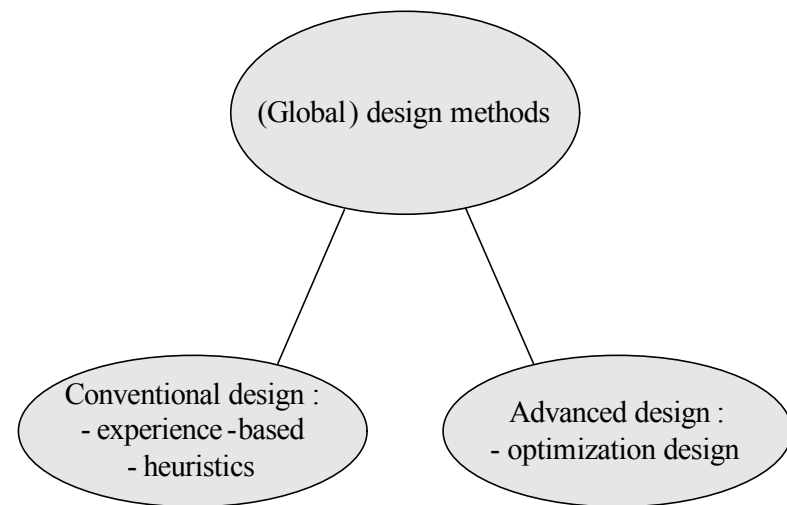 (Global) design methods
Conventional design :
- experience-based
- heuristics
Advanced design :
- optimization design